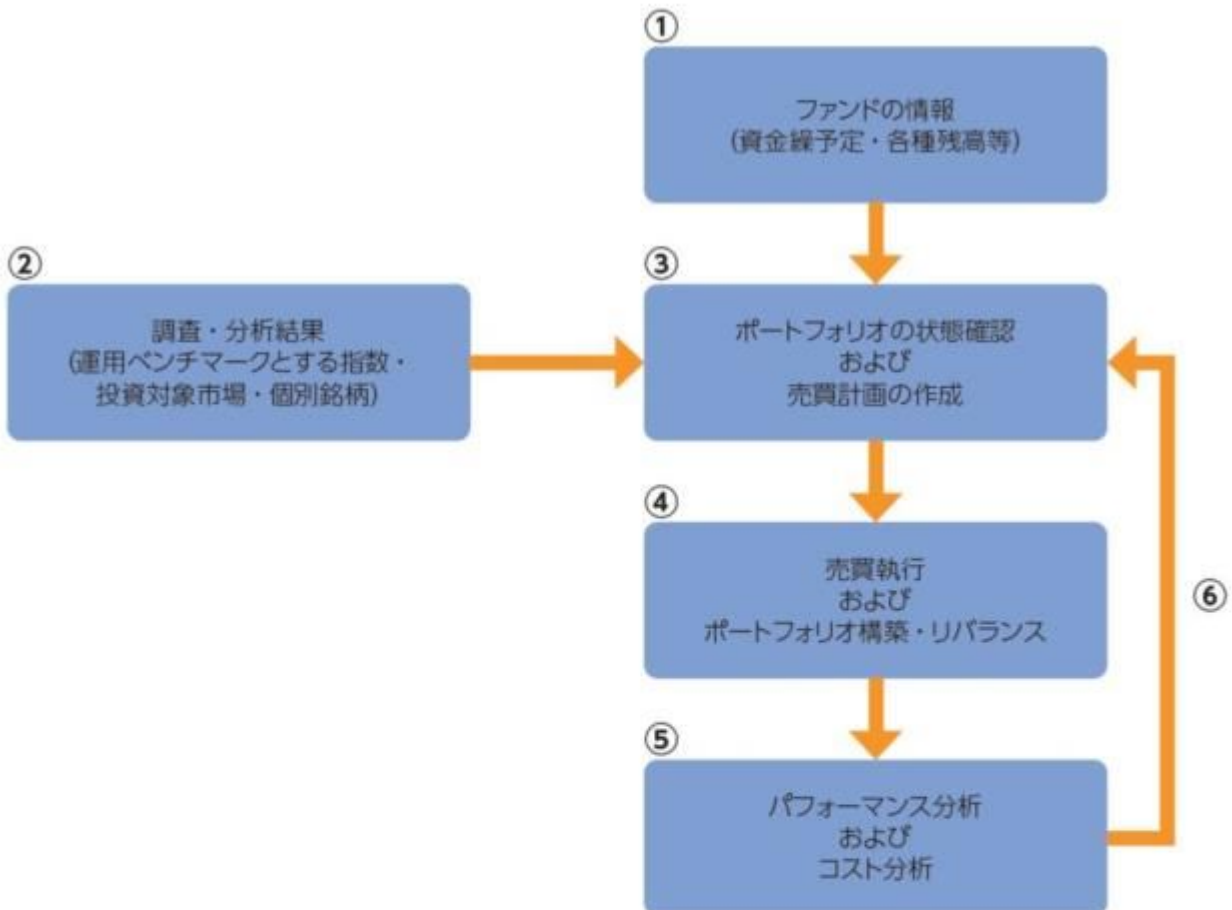 ①
ファンドの情報
(資金繰予定・各種残高等)
②
調査・分析結果
(運用ベンチマークとする指数・
投資対象市場・個別銘柄)
③
ポートフォリオの状態確認
および
売買計画の作成
④
売買執行
および
ポートフォリオ構築・リバランス
⑥
⑤
パフォーマンス分析
および
コスト分析